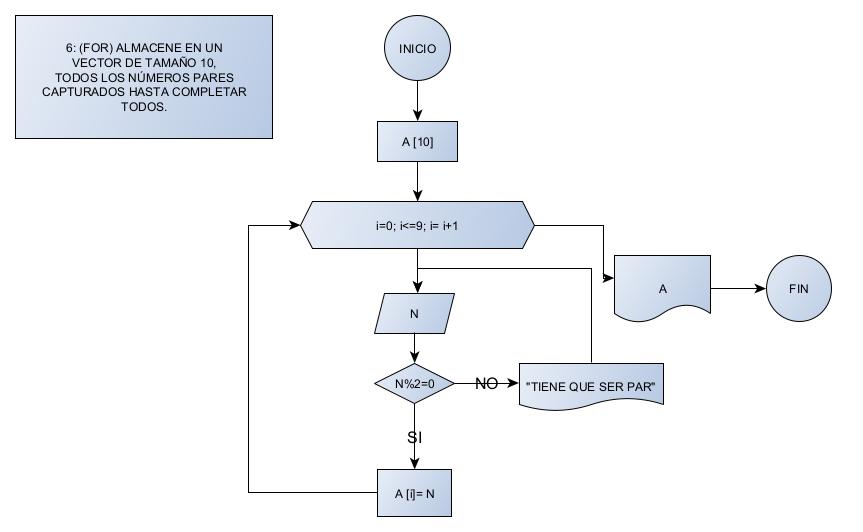 6: (FOR) ALMACENE EN UN
VECTOR DE TAMAÑO 10,
TODOS LOS NÚMEROS PARES
CAPTURADOS HASTA COMPLETAR
TODOS.
INICIO
A [10]
i=0; i<=9; i= i+1
A
FIN
N
N%2=0
NO
"TIENE QUE SER PAR"
SI
A [i]= N